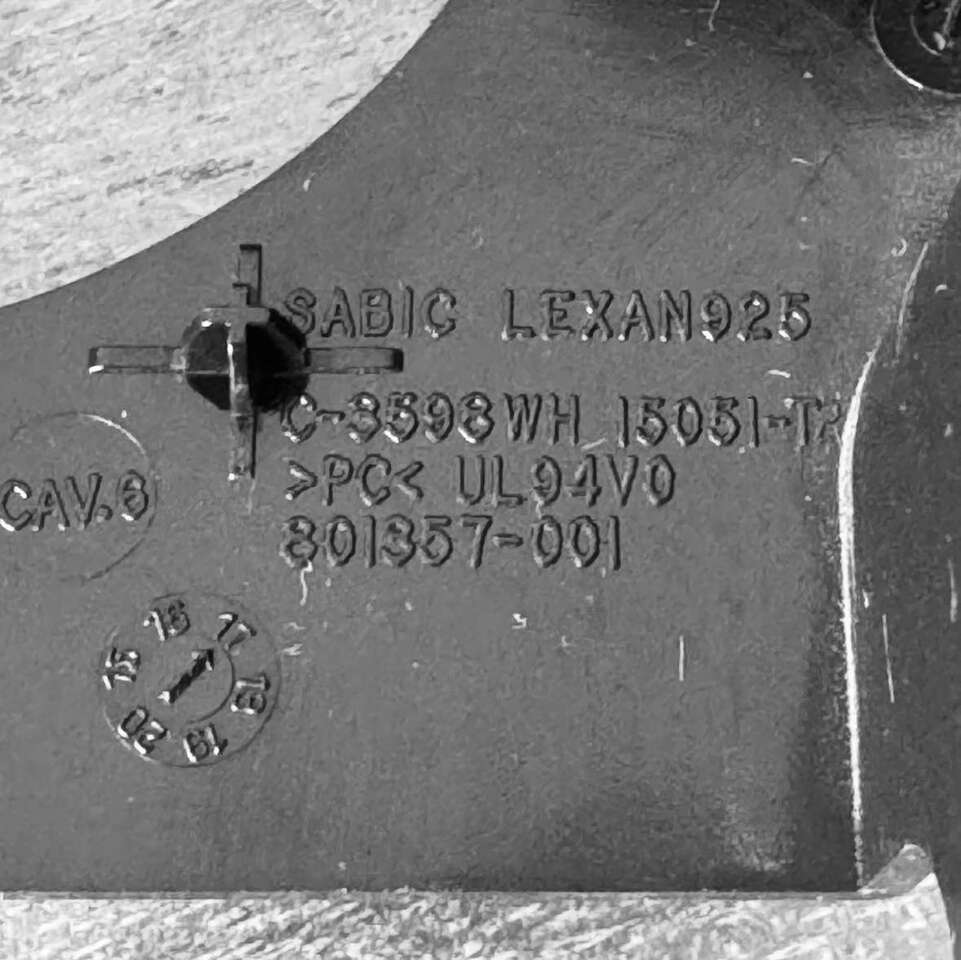 SABIC LEXAN925
C-3598WH 15051-T
>PC< UL94V0
801357-001
CAV.6
15 16 17 18 19 20